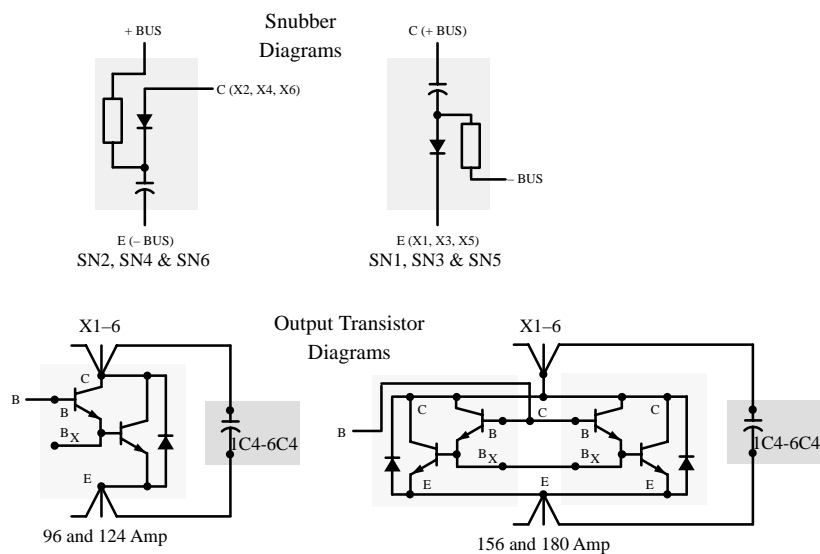 Snubber
Diagrams
+ BUS
C (X2, X4, X6)
E (– BUS)
SN2, SN4 & SN6
C (+ BUS)
– BUS
E (X1, X3, X5)
SN1, SN3 & SN5
Output Transistor
Diagrams
X1–6
C
B
B
BX
E
1C4-6C4
96 and 124 Amp
X1–6
C
C
C
B
B
B
BX
BX
E
E
E
1C4-6C4
156 and 180 Amp